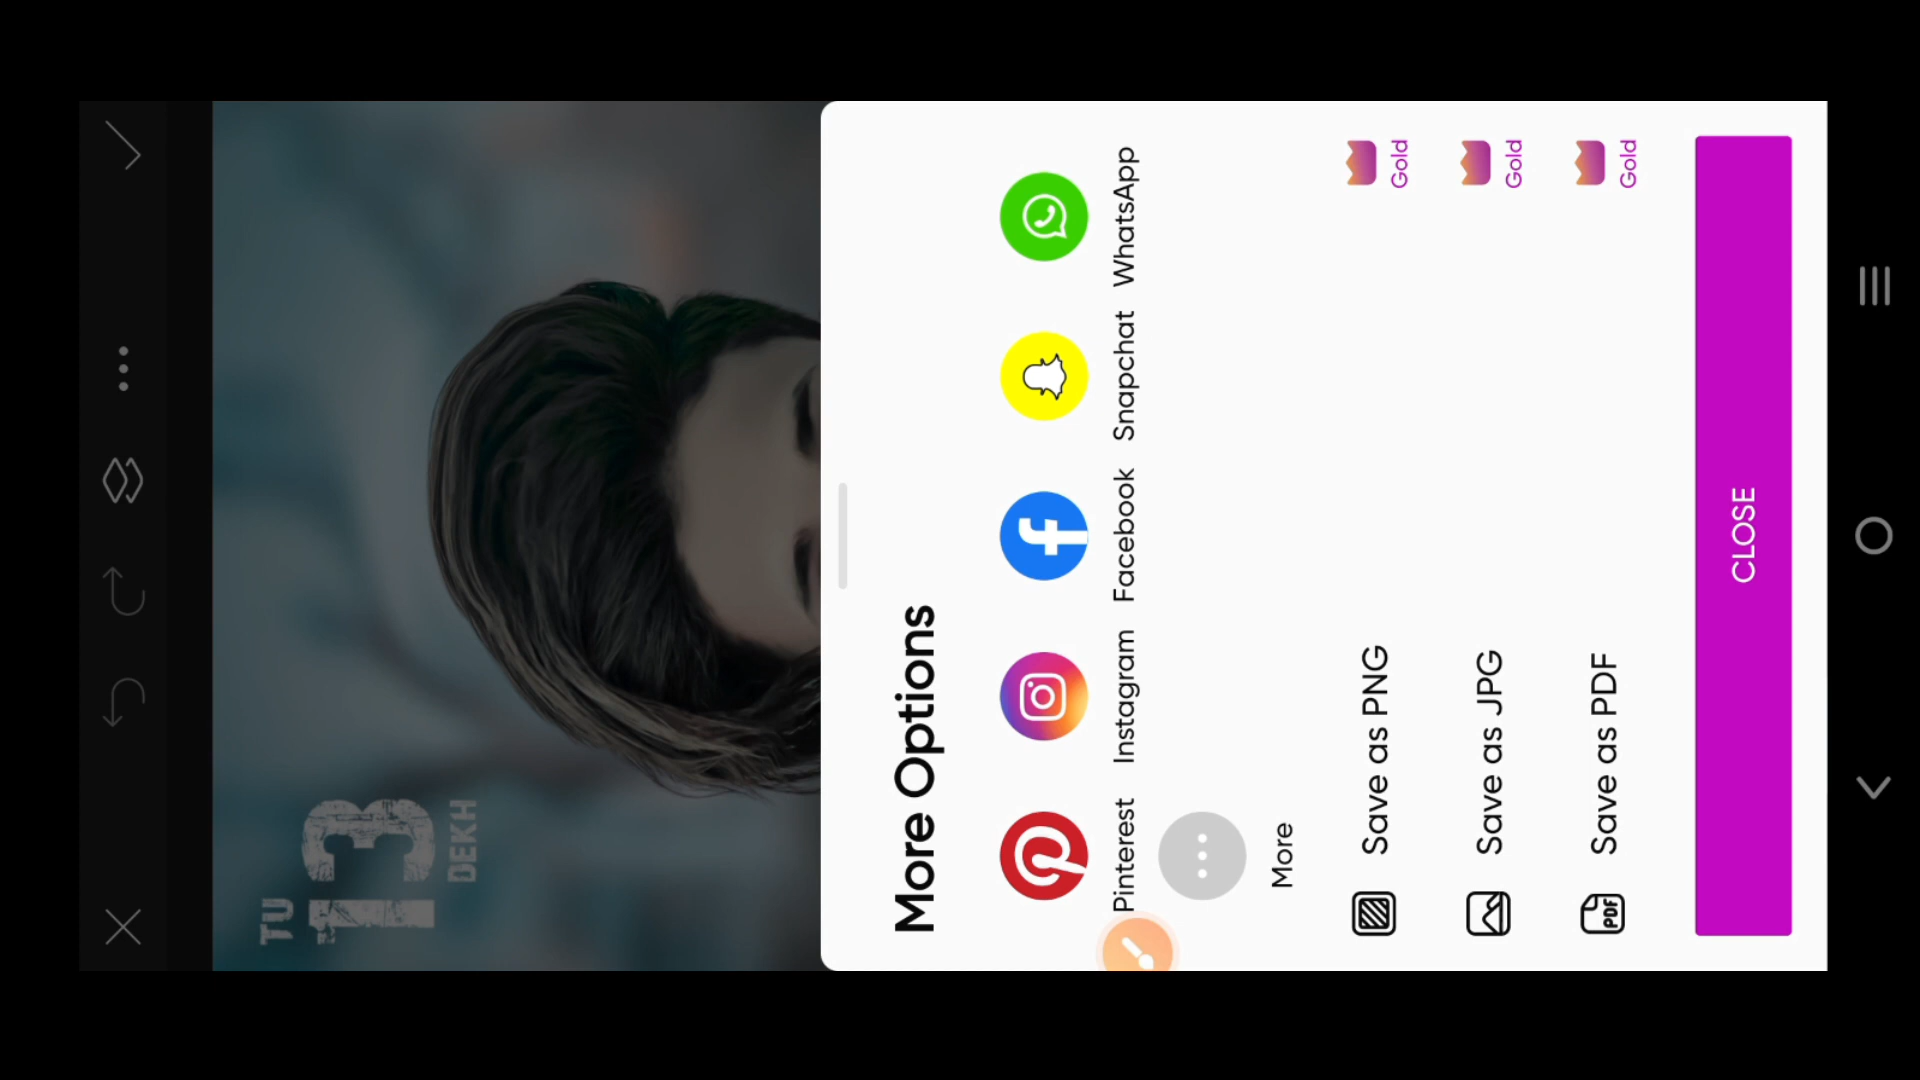 TU
13
DEKH
More Options
Pinterest
Instagram
Facebook
Snapchat
WhatsApp
More
Save as PNG
Gold
Save as JPG
Gold
PDF
Save as PDF
Gold
CLOSE